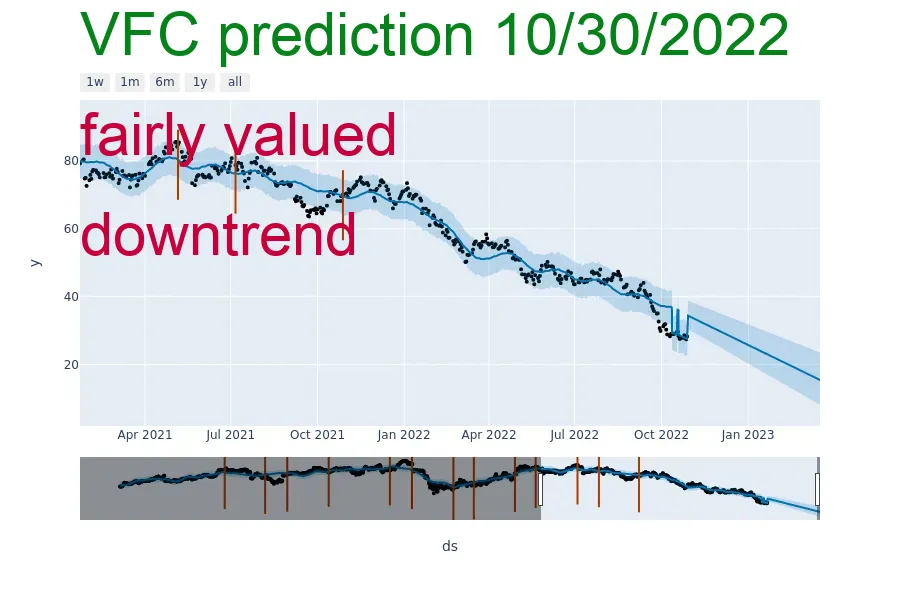 VFC prediction 10/30/2022
1w 1m 6m 1y all
fairly valued
80
60
downtrend
y
40
20
Apr 2021 Jul 2021 Oct 2021 Jan 2022 Apr 2022 Jul 2022 Oct 2022 Jan 2023
ds